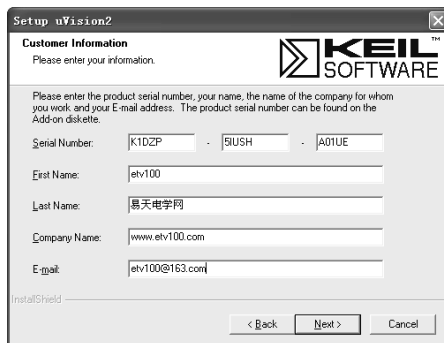 Setup uVision2
Customer Information
Please enter your information.
KEIL™
SOFTWARE
Please enter the product serial number, your name, the name of the company for whom
you work and your E-mail address. The product serial number can be found on the
Add-on diskette.
Serial Number: K1DZP - 5IUSH - A01UE
First Name: etv100
Last Name: 易天电学网
Company Name: www.etv100.com
E-mail: etv100@163.com
InstallShield
< Back Next > Cancel